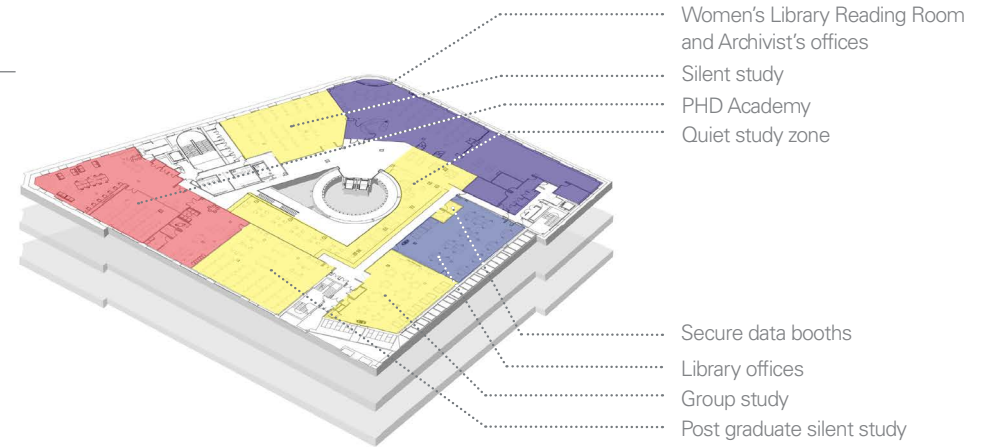 Women’s Library Reading Room
and Archivist’s offices
Silent study
PHD Academy
Quiet study zone
Secure data booths
Library offices
Group study
Post graduate silent study